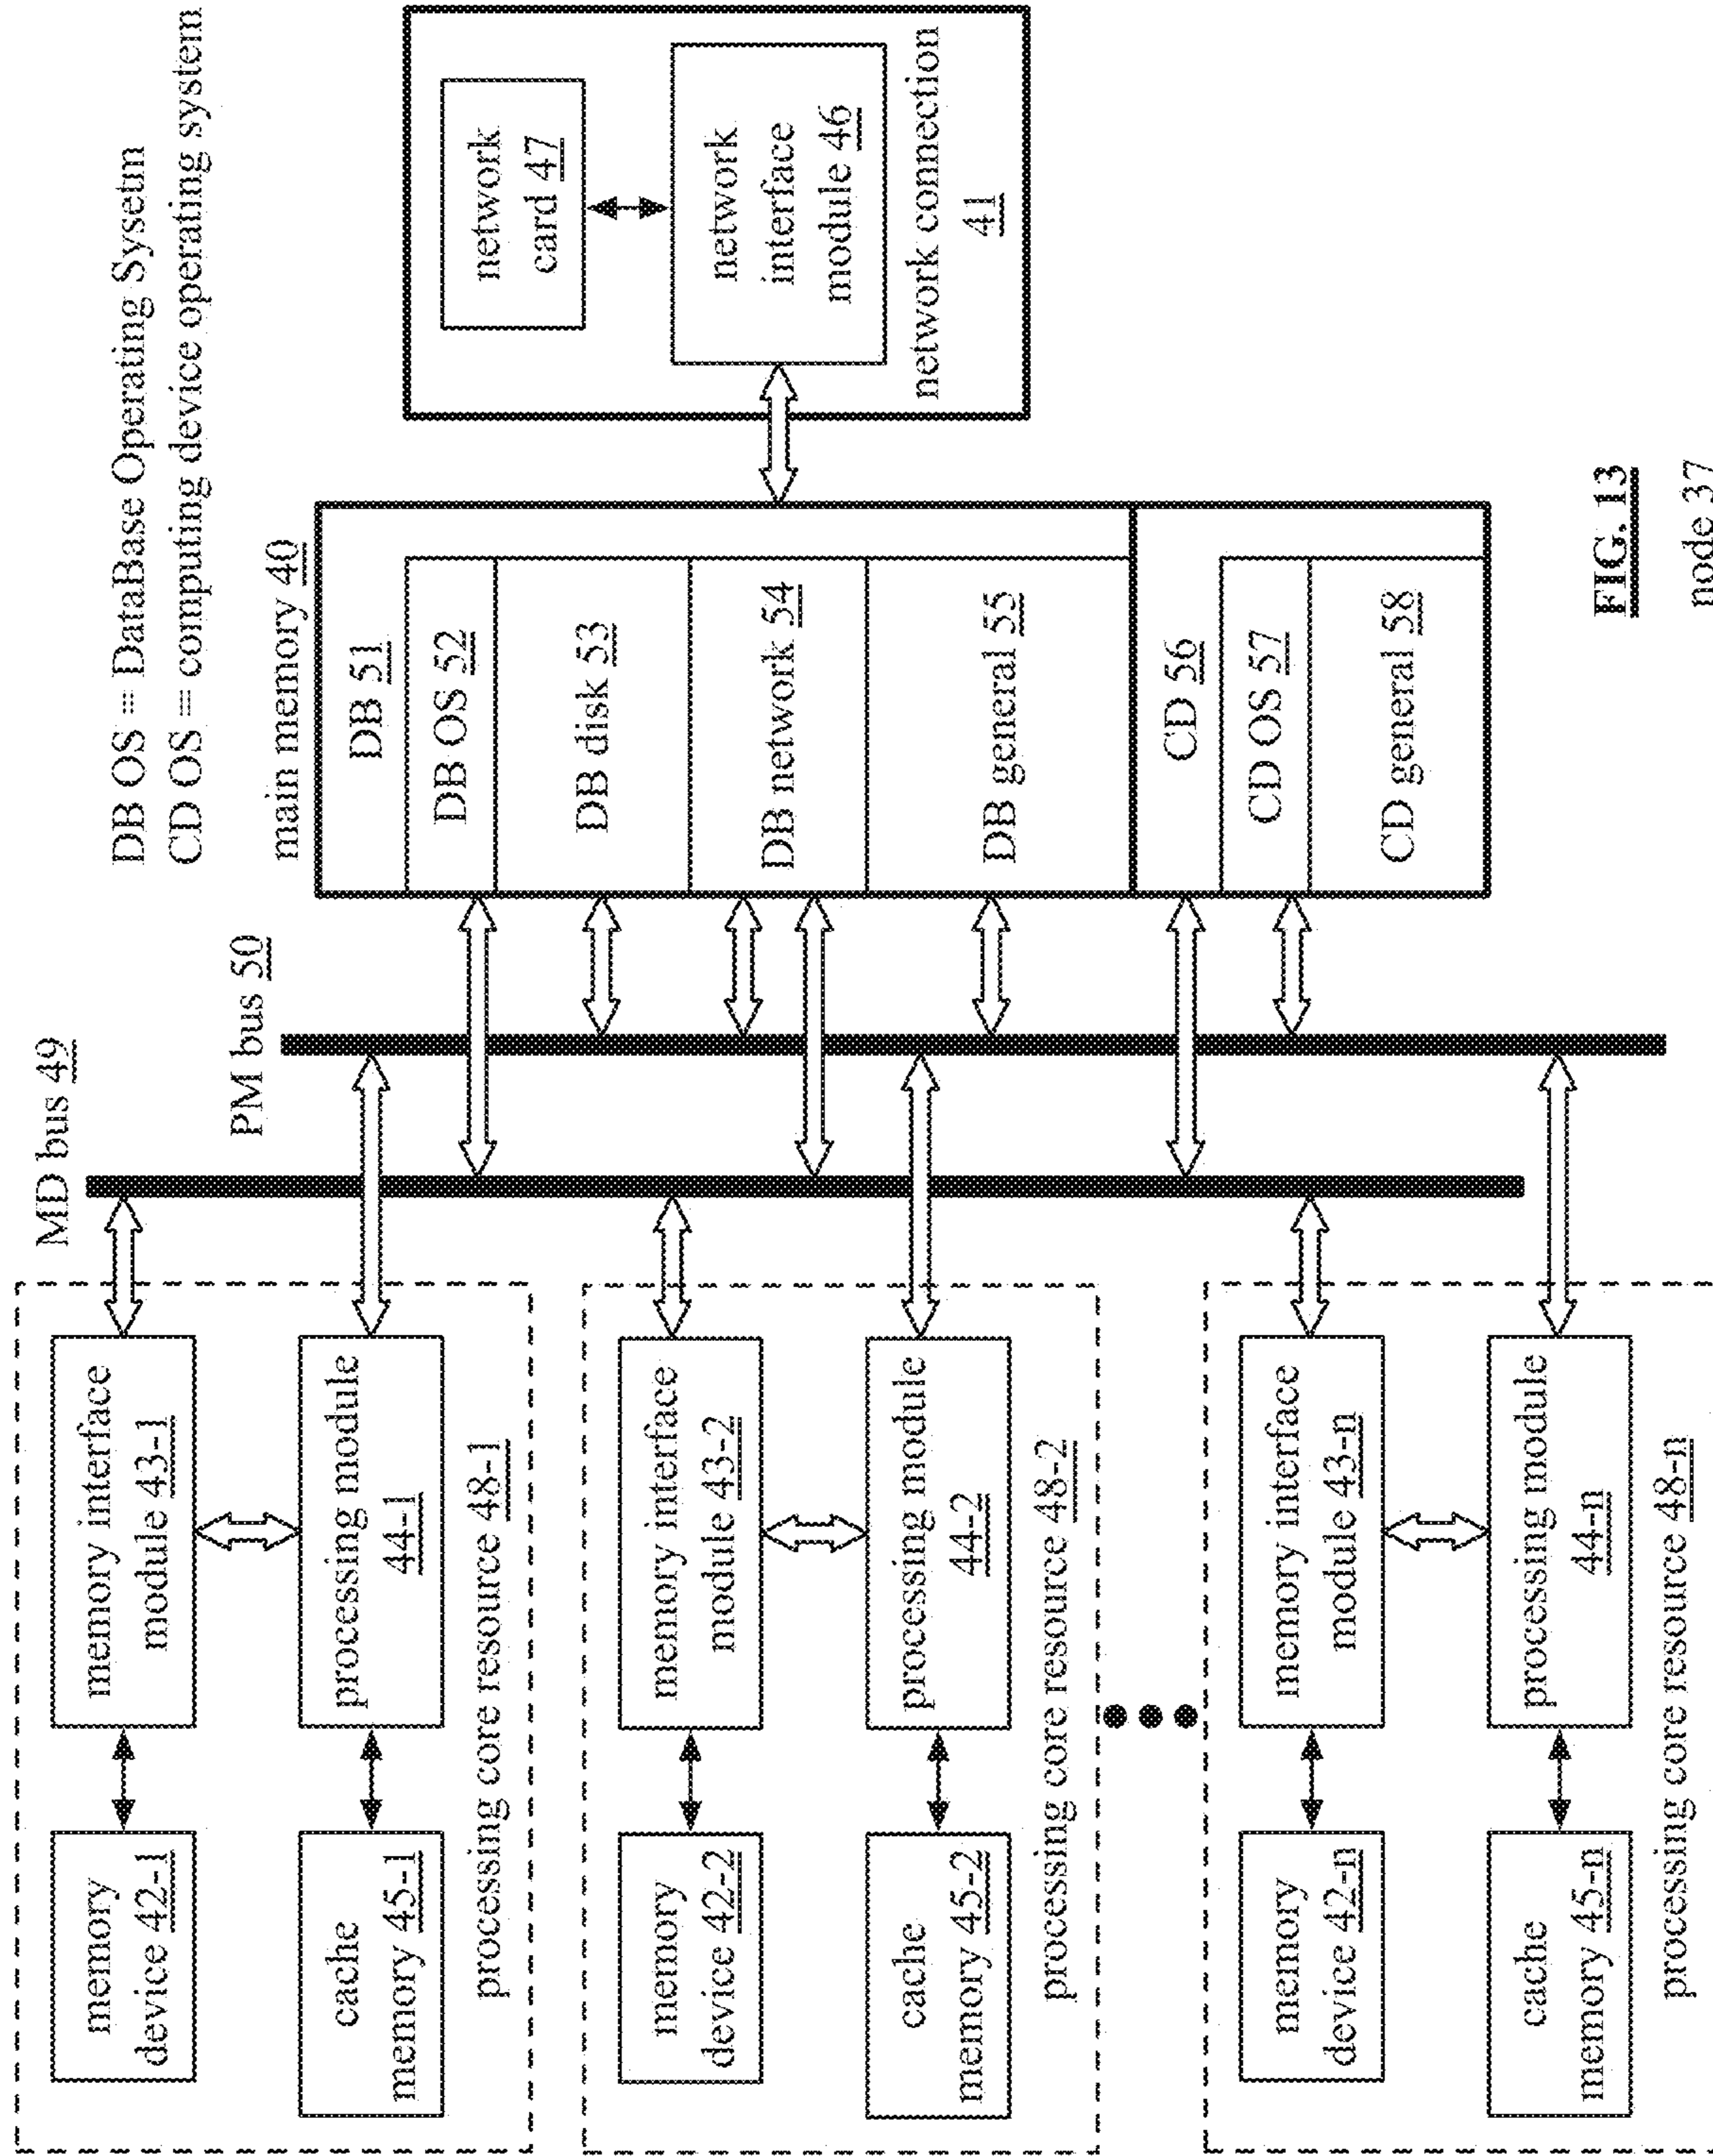 DB OS = DataBase Operating Sysetm
CD OS = computing device operating system
MD bus 49
PM bus 50
main memory 40
memory
device 42-1
memory interface
module 43-1
cache
memory 45-1
processing module
44-1
processing core resource 48-1
memory
device 42-2
memory interface
module 43-2
cache
memory 45-2
processing module
44-2
processing core resource 48-2
memory
device 42-n
memory interface
module 43-n
cache
memory 45-n
processing module
44-n
processing core resource 48-n
DB 51
DB OS 52
DB disk 53
DB network 54
DB general 55
CD 56
CD OS 57
CD general 58
network
card 47
network
interface
module 46
network connection
41
FIG. 13
node 37